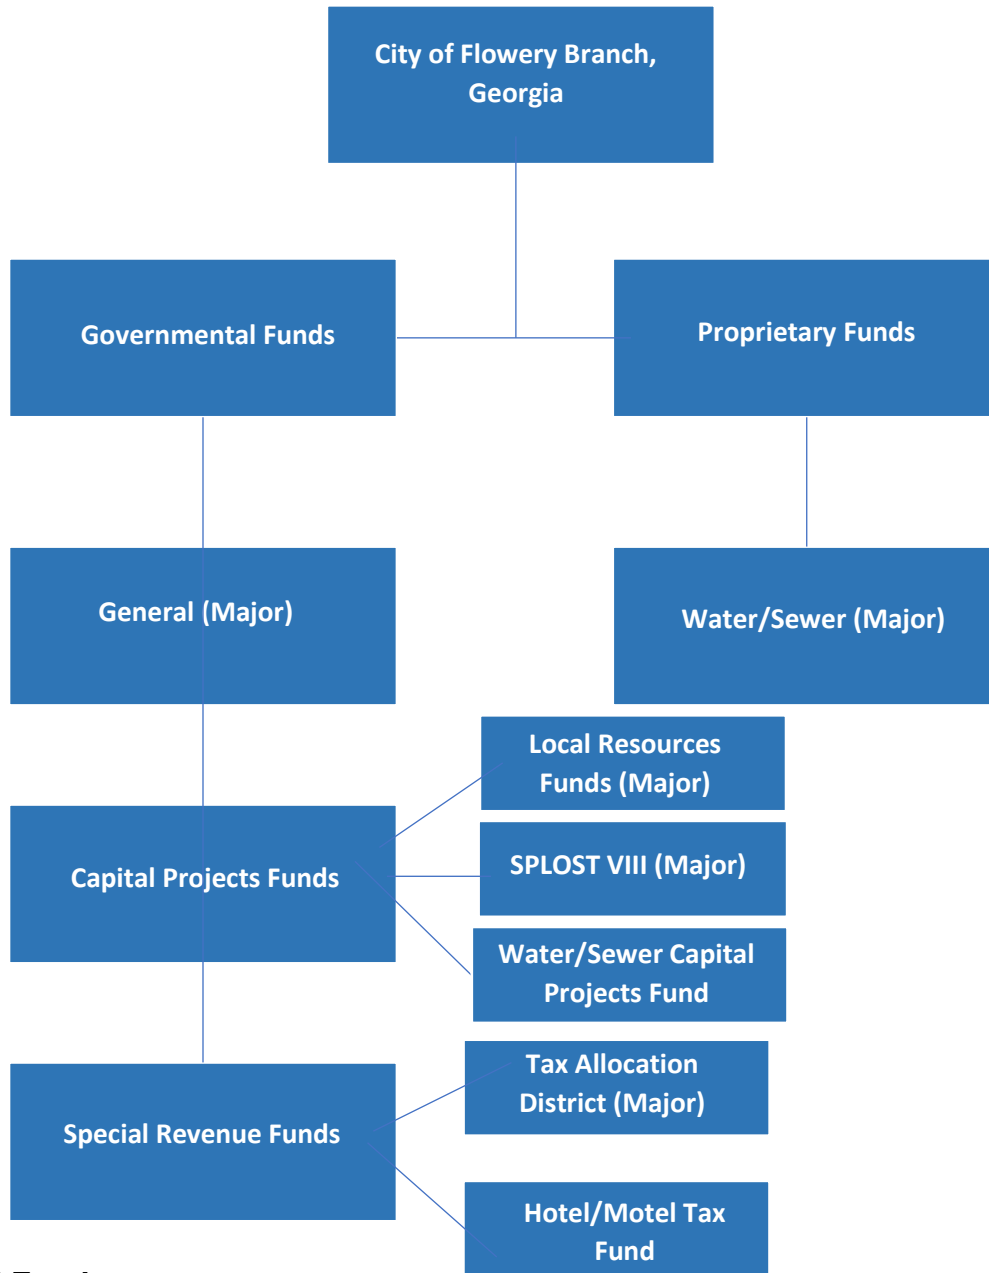 City of Flowery Branch,
Georgia
Governmental Funds
Proprietary Funds
General (Major)
Water/Sewer (Major)
Local Resources
Funds (Major)
Capital Projects Funds
SPLOST VIII (Major)
Water/Sewer Capital
Projects Fund
Tax Allocation
District (Major)
Special Revenue Funds
Hotel/Motel Tax
Fund